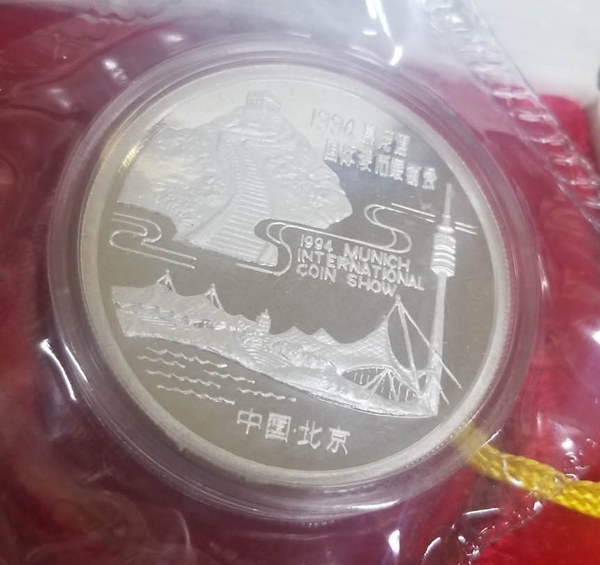 1994 慕尼黑
国际钱币展销会
1994 MUNICH
INTERNATIONAL
COIN SHOW
中国·北京